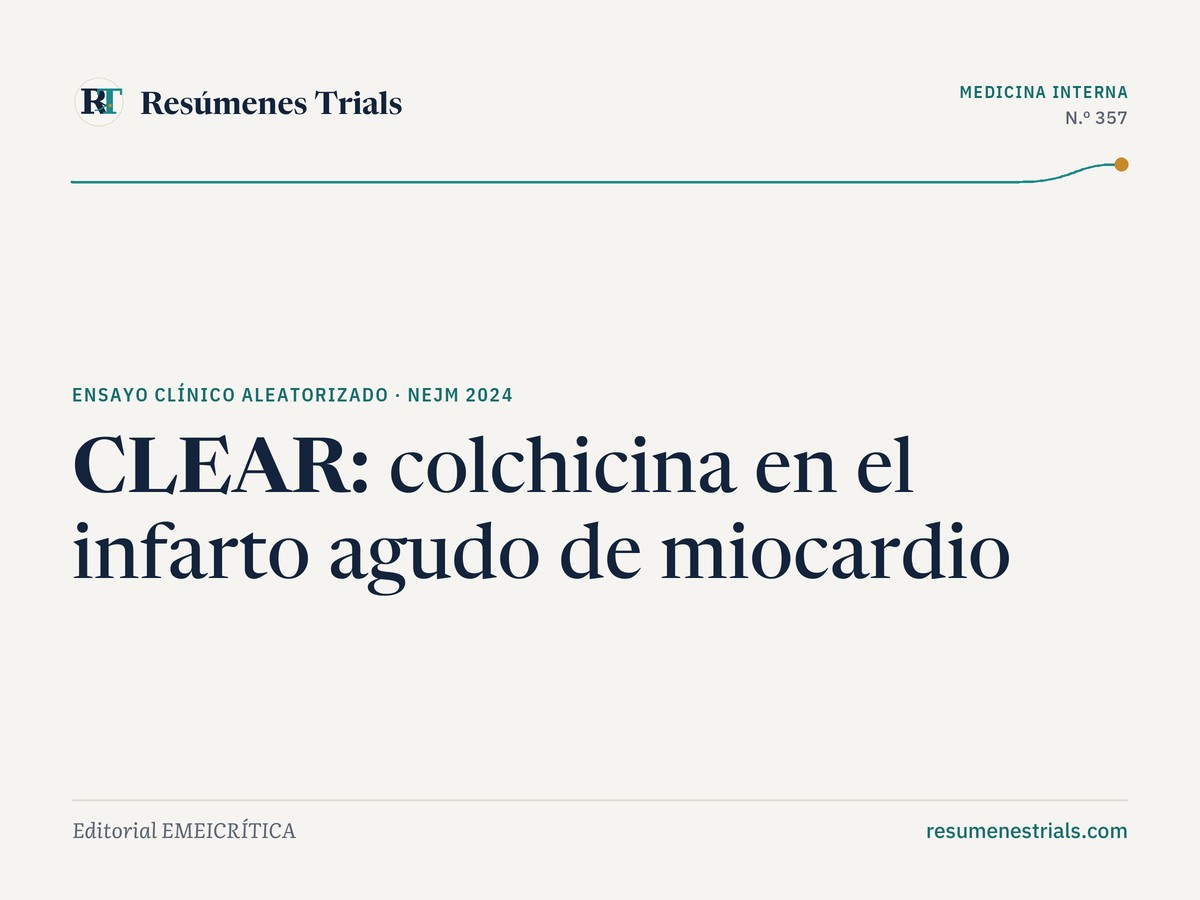 RT Resúmenes Trials
MEDICINA INTERNA
N.º 357
ENSAYO CLÍNICO ALEATORIZADO · NEJM 2024
CLEAR: colchicina en el
infarto agudo de miocardio
Editorial EMEICRÍTICA
resumenestrials.com